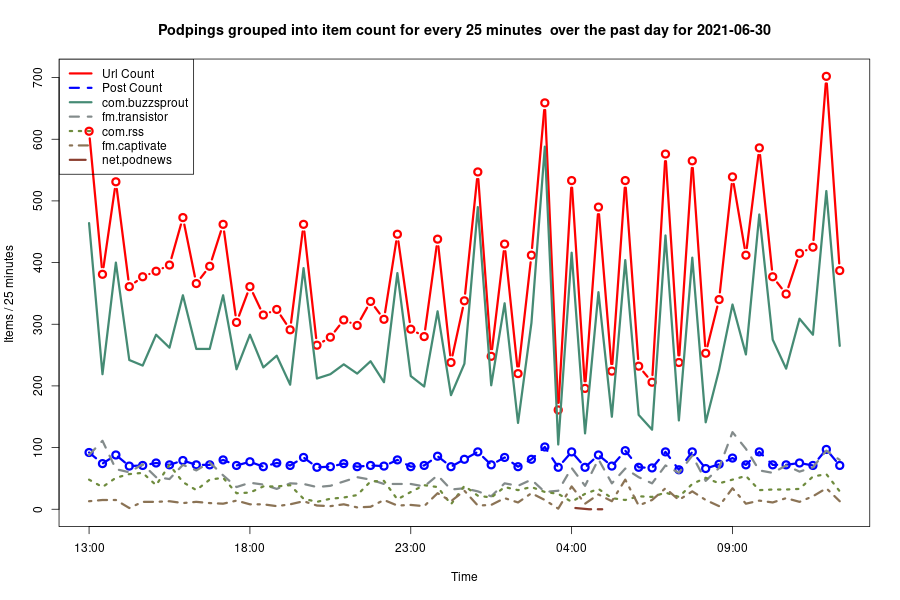 Podpings grouped into item count for every 25 minutes  over the past day for 2021-06-30
Url Count
Post Count
com.buzzsprout
fm.transistor
com.rss
fm.captivate
net.podnews
Items / 25 minutes
700
600
500
400
300
200
100
0
13:00
18:00
23:00
04:00
09:00
Time